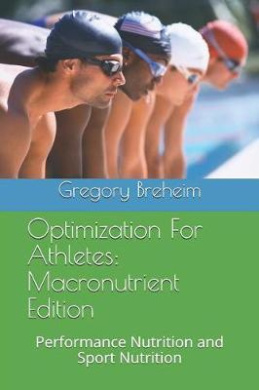 Gregory Breheim
Optimization For
Athletes:
Macronutrient
Edition
Performance Nutrition and
Sport Nutrition